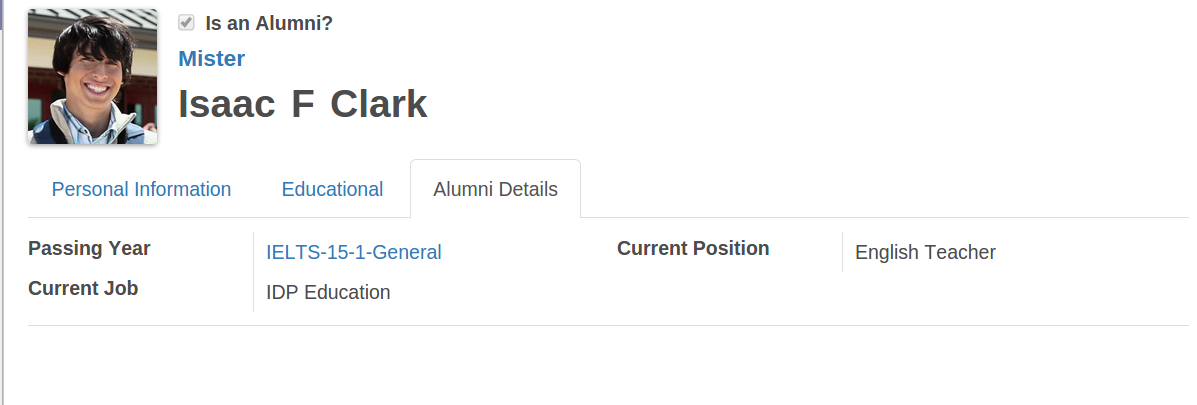 Is an Alumni?
Mister
Isaac F Clark
Personal Information Educational Alumni Details
Passing Year IELTS-15-1-General Current Position English Teacher
Current Job IDP Education